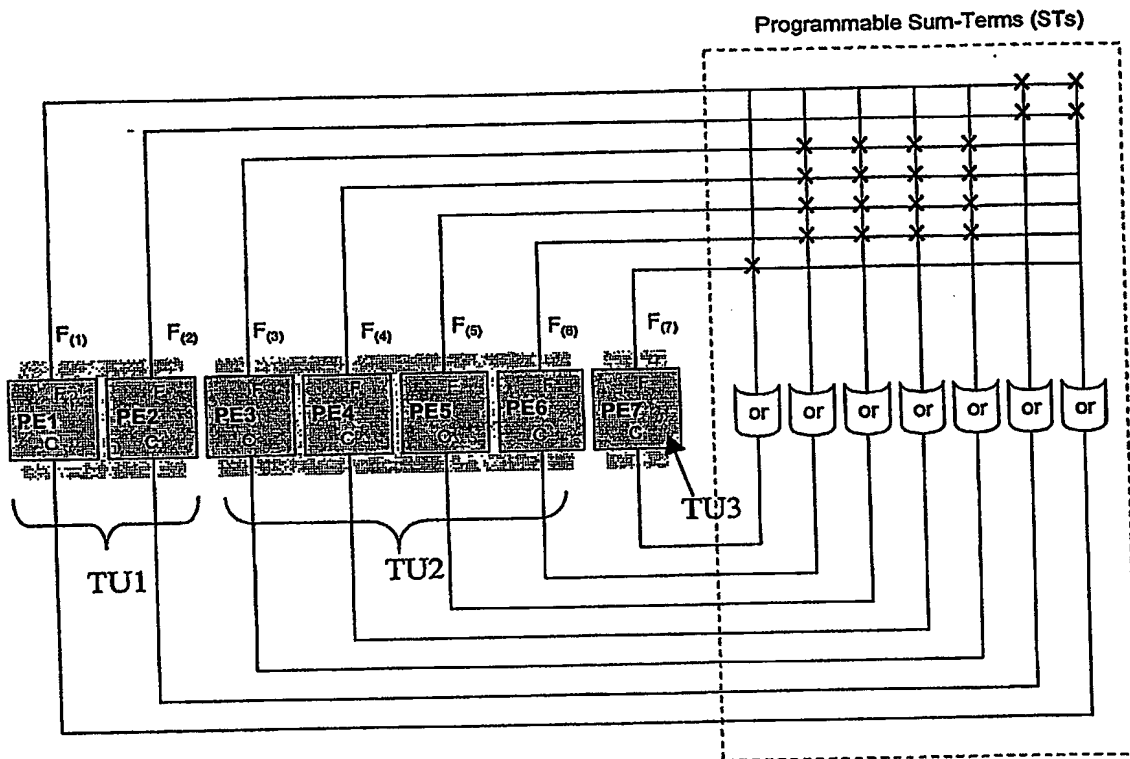 Programmable Sum-Terms (STs)
F(1) F(2) F(3) F(4) F(5) F(6) F(7)
F F F F F F F
PE1 PE2 PE3 PE4 PE5 PE6 PE7
C C C C C C C
or or or or or or or
TU1 TU2 TU3